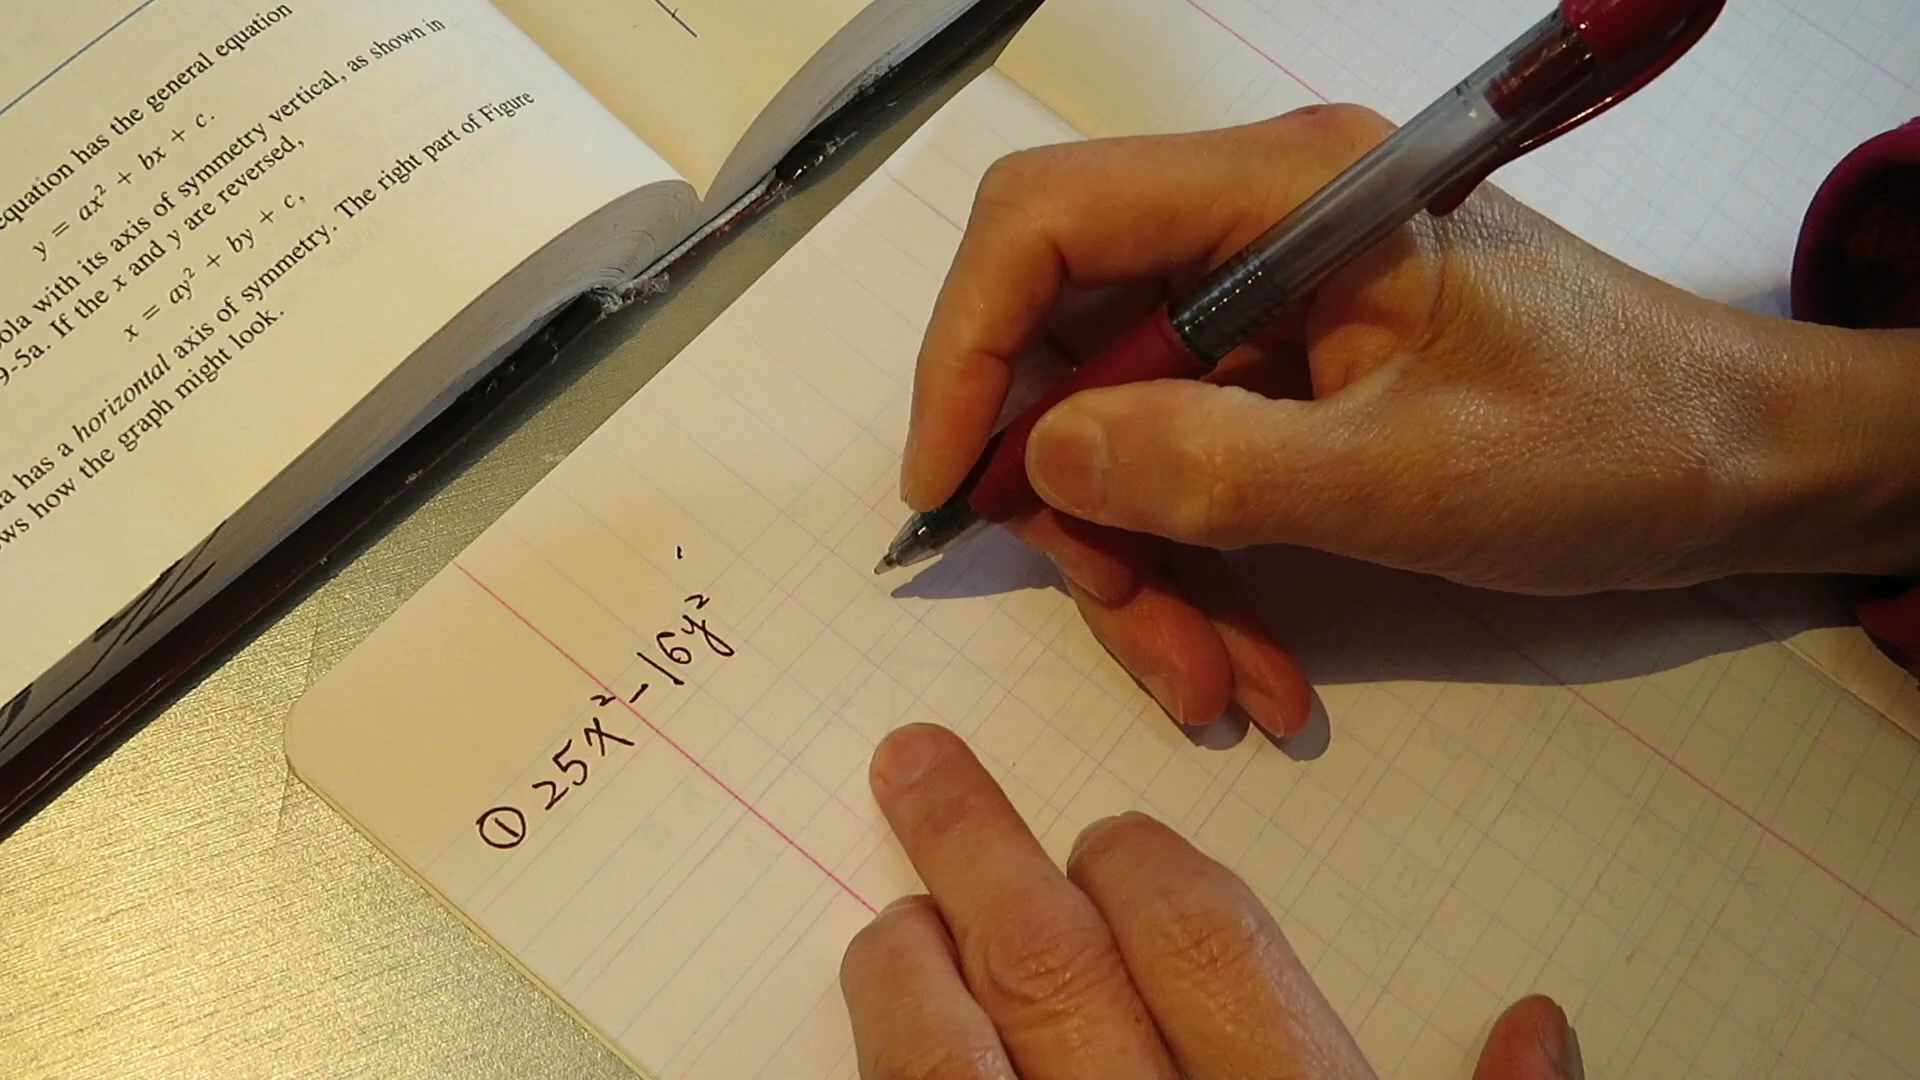 equation has the general equation
y = ax² + bx + c.
ola with its axis of symmetry vertical, as shown in
9-5a. If the x and y are reversed,
x = ay² + by + c,
a has a horizontal axis of symmetry. The right part of Figure
ws how the graph might look.
① 25x² - 16y²